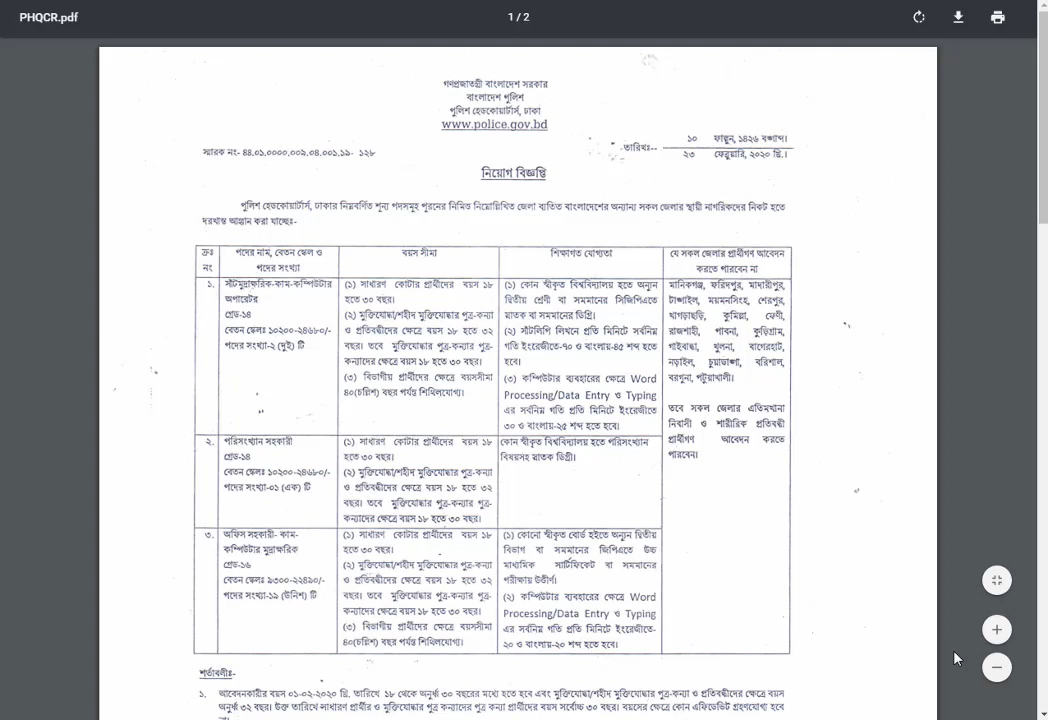 PHQCR.pdf
1 / 2
গণপ্রজাতন্ত্রী বাংলাদেশ সরকার
বাংলাদেশ পুলিশ
পুলিশ হেডকোয়ার্টার্স, ঢাকা
www.police.gov.bd
স্মারক নং- ৪৪.০১.০০০০.০০৯.০৪.০০১.১৯- ১২৮
তারিখঃ--
১০ ফাল্গুন, ১৪২৬ বঙ্গাব্দ।
২৩ ফেব্রুয়ারি, ২০২০ খ্রি.।
নিয়োগ বিজ্ঞপ্তি
পুলিশ হেডকোয়ার্টার্স, ঢাকার নিম্নবর্ণিত শূন্য পদসমূহ পূরনের নিমিত্ত নিম্নোল্লিখিত জেলা ব্যতিত বাংলাদেশের অন্যান্য সকল জেলার স্থায়ী নাগরিকদের নিকট হতে
দরখাস্ত আহ্বান করা যাচ্ছেঃ-
ক্রঃ
নং
পদের নাম, বেতন স্কেল ও
পদের সংখ্যা
বয়স সীমা
শিক্ষাগত যোগ্যতা
যে সকল জেলার প্রার্থীগণ আবেদন
করতে পারবেন না
১.
সাঁটমুদ্রাক্ষরিক-কাম-কম্পিউটার
অপারেটর
গ্রেড-১৪
বেতন স্কেলঃ ১০২০০-২৪৬৮০/-
পদের সংখ্যা-২ (দুই) টি
(১) সাধারণ কোটার প্রার্থীদের বয়স ১৮
হতে ৩০ বছর।
(২) মুক্তিযোদ্ধা/শহীদ মুক্তিযোদ্ধার পুত্র-কন্যা
ও প্রতিবন্ধীদের ক্ষেত্রে বয়স ১৮ হতে ৩২
বছর। তবে মুক্তিযোদ্ধার পুত্র-কন্যার পুত্র-
কন্যাদের ক্ষেত্রে বয়স ১৮ হতে ৩০ বছর।
(৩) বিভাগীয় প্রার্থীদের ক্ষেত্রে বয়সসীমা
৪০(চল্লিশ) বছর পর্যন্ত শিথিলযোগ্য।
(১) কোন স্বীকৃত বিশ্ববিদ্যালয় হতে অন্যূন
দ্বিতীয় শ্রেণী বা সমমানের সিজিপিএতে
স্নাতক বা সমমানের ডিগ্রি।
(২) সাঁটলিপি লিখনে প্রতি মিনিটে সর্বনিম্ন
গতি ইংরেজীতে-৭০ ও বাংলায়-৪৫ শব্দ হতে
হবে।
(৩) কম্পিউটার ব্যবহারের ক্ষেত্রে Word
Processing/Data Entry ও Typing
এর সর্বনিম্ন গতি প্রতি মিনিটে ইংরেজীতে
৩০ ও বাংলায়-২৫ শব্দ হতে হবে।
মানিকগঞ্জ, ফরিদপুর, মাদারীপুর,
টাঙ্গাইল, ময়মনসিংহ, শেরপুর,
খাগড়াছড়ি, কুমিল্লা, ফেণী,
রাজশাহী, পাবনা, কুড়িগ্রাম,
গাইবান্ধা, খুলনা, বাগেরহাট,
নড়াইল, চুয়াডাঙ্গা, বরিশাল,
বরগুনা, পটুয়াখালী।
তবে সকল জেলার এতিমখানা
নিবাসী ও শারীরিক প্রতিবন্ধী
প্রার্থীগণ আবেদন করতে
পারবেন।
২.
পরিসংখ্যান সহকারী
গ্রেড-১৪
বেতন স্কেলঃ ১০২০০-২৪৬৮০/-
পদের সংখ্যা-০১ (এক) টি
(১) সাধারণ কোটার প্রার্থীদের বয়স ১৮
হতে ৩০ বছর।
(২) মুক্তিযোদ্ধা/শহীদ মুক্তিযোদ্ধার পুত্র-কন্যা
ও প্রতিবন্ধীদের ক্ষেত্রে বয়স ১৮ হতে ৩২
বছর। তবে মুক্তিযোদ্ধার পুত্র-কন্যার পুত্র-
কন্যাদের ক্ষেত্রে বয়স ১৮ হতে ৩০ বছর।
কোন স্বীকৃত বিশ্ববিদ্যালয় হতে পরিসংখ্যান
বিষয়সহ স্নাতক ডিগ্রী।
৩.
অফিস সহকারী- কাম-
কম্পিউটার মুদ্রাক্ষরিক
গ্রেড-১৬
বেতন স্কেলঃ ৯৩০০-২২৪৯০/-
পদের সংখ্যা-১৯ (উনিশ) টি
(১) সাধারণ কোটার প্রার্থীদের বয়স ১৮
হতে ৩০ বছর।
(২) মুক্তিযোদ্ধা/শহীদ মুক্তিযোদ্ধার পুত্র-কন্যা
ও প্রতিবন্ধীদের ক্ষেত্রে বয়স ১৮ হতে ৩২
বছর। তবে মুক্তিযোদ্ধার পুত্র-কন্যার পুত্র-
কন্যাদের ক্ষেত্রে বয়স ১৮ হতে ৩০ বছর।
(৩) বিভাগীয় প্রার্থীদের ক্ষেত্রে বয়সসীমা
৪০(চল্লিশ) বছর পর্যন্ত শিথিলযোগ্য।
(১) কোনো স্বীকৃত বোর্ড হইতে অন্যূন দ্বিতীয়
বিভাগ বা সমমানের জিপিএতে উচ্চ
মাধ্যমিক সার্টিফিকেট বা সমমানের
পরীক্ষায় উত্তীর্ণ।
(২) কম্পিউটার ব্যবহারের ক্ষেত্রে Word
Processing/Data Entry ও Typing
এর সর্বনিম্ন গতি প্রতি মিনিটে ইংরেজীতে-
২০ ও বাংলায়-২০ শব্দ হতে হবে।
শর্তাবলীঃ-
১. আবেদনকারীর বয়স ০১-০২-২০২০ খ্রি. তারিখে ১৮ থেকে অনুর্ধ্ব ৩০ বছরের মধ্যে হতে হবে এবং মুক্তিযোদ্ধা/শহীদ মুক্তিযোদ্ধার পুত্র-কন্যা ও প্রতিবন্ধীদের ক্ষেত্রে বয়স
অনুর্ধ্ব ৩২ বছর। উক্ত তারিখে সাধারণ প্রার্থীর ও মুক্তিযোদ্ধার পুত্র কন্যাদের পুত্র কন্যাদের বয়স সর্বোচ্চ ৩০ বছর। বয়সের ক্ষেত্রে কোন এফিডেভিট গ্রহণযোগ্য হবে